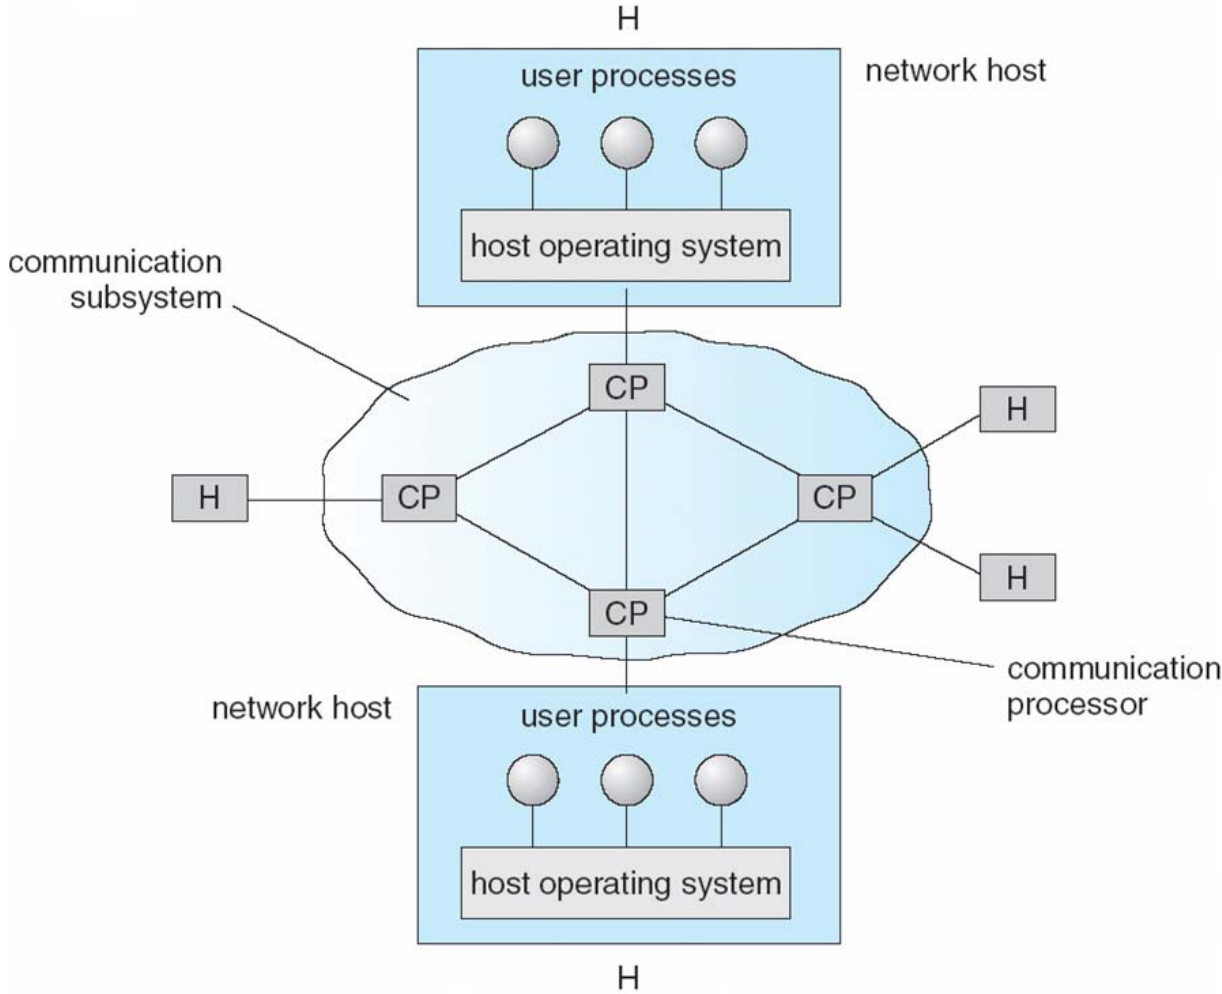 H
user processes
network host
host operating system
communication
subsystem
CP
H
H
CP
CP
H
CP
communication
processor
network host
user processes
host operating system
H